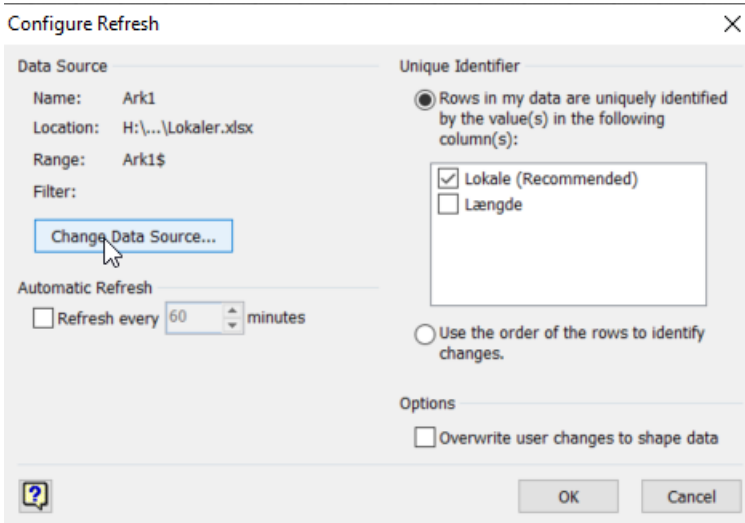 Configure Refresh
Data Source
Name: Ark1
Location: H:\...\Lokaler.xlsx
Range: Ark1$
Filter:
Change Data Source...
Automatic Refresh
Refresh every 60 minutes
Unique Identifier
Rows in my data are uniquely identified
by the value(s) in the following
column(s):
Lokale (Recommended)
Længde
Use the order of the rows to identify
changes.
Options
Overwrite user changes to shape data
?
OK
Cancel